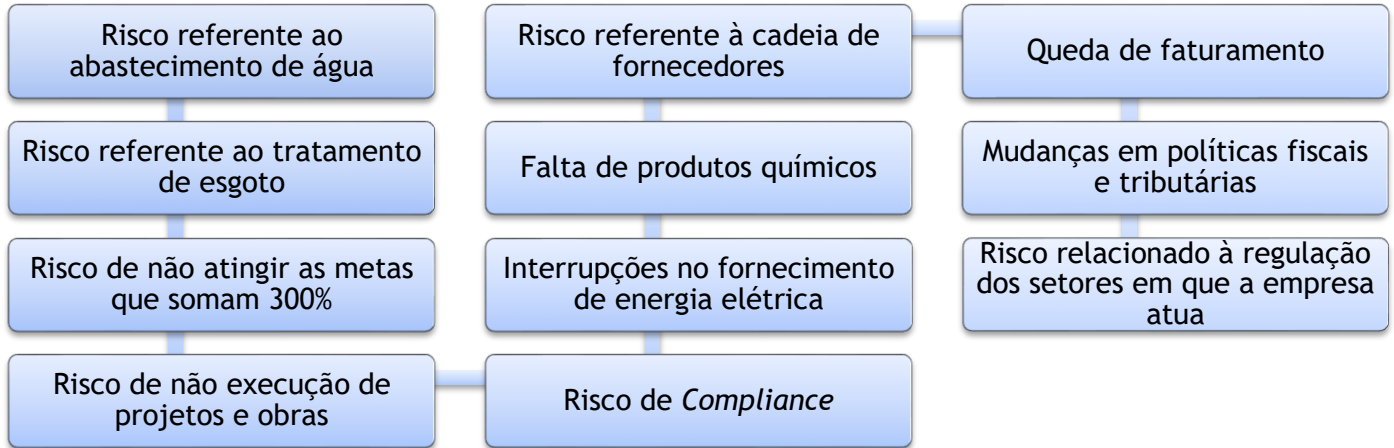 Risco referente ao
abastecimento de água
Risco referente ao tratamento
de esgoto
Risco de não atingir as metas
que somam 300%
Risco de não execução de
projetos e obras
Risco de Compliance
Interrupções no fornecimento
de energia elétrica
Falta de produtos químicos
Risco referente à cadeia de
fornecedores
Queda de faturamento
Mudanças em políticas fiscais
e tributárias
Risco relacionado à regulação
dos setores em que a empresa
atua